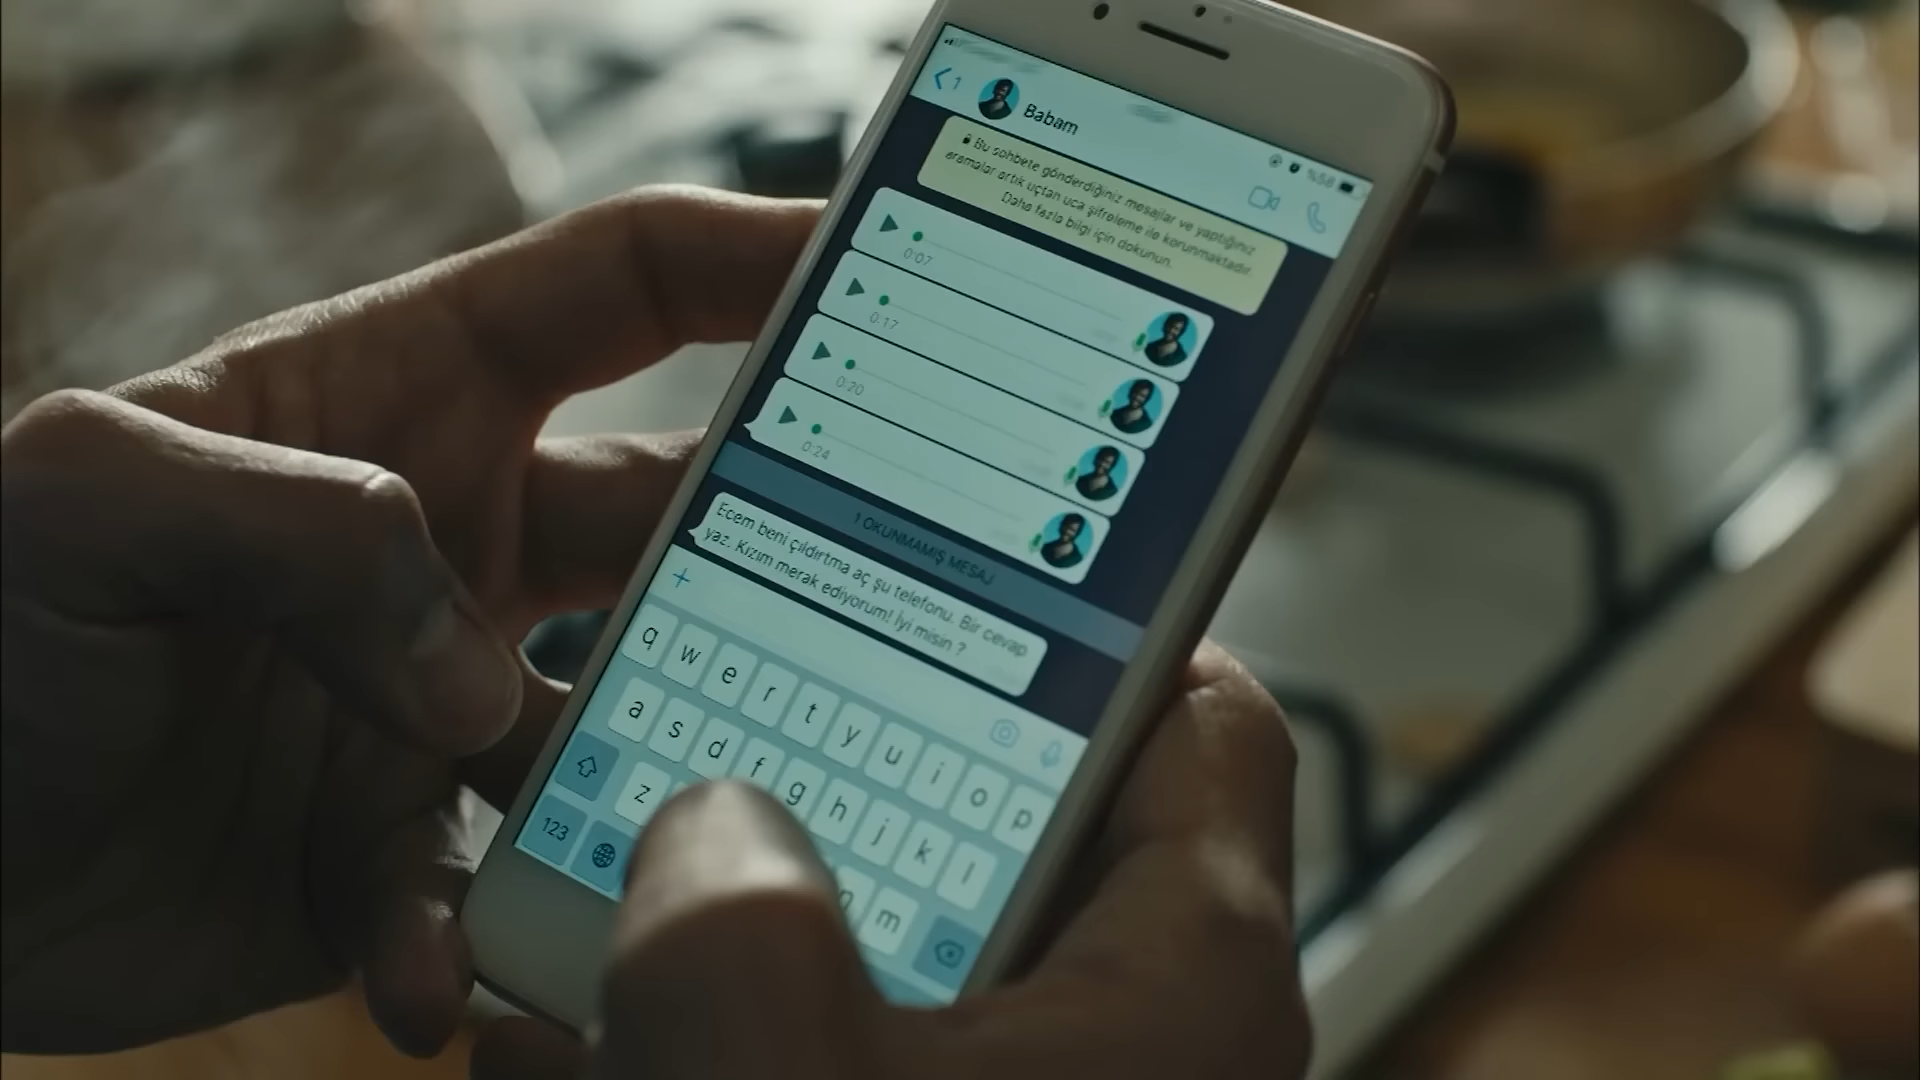 1
Babam
%58
🔒 Bu sohbete gönderdiğiniz mesajlar ve yaptığınız
aramalar artık uçtan uca şifreleme ile korunmaktadır.
Daha fazla bilgi için dokunun.
0:07
0:17
0:20
0:24
1 OKUNMAMIŞ MESAJ
Ecem beni çıldırtma aç şu telefonu. Bir cevap
yaz. Kızım merak ediyorum! İyi misin ?
q w e r t y u i o p
a s d f g h j k l
z n m
123